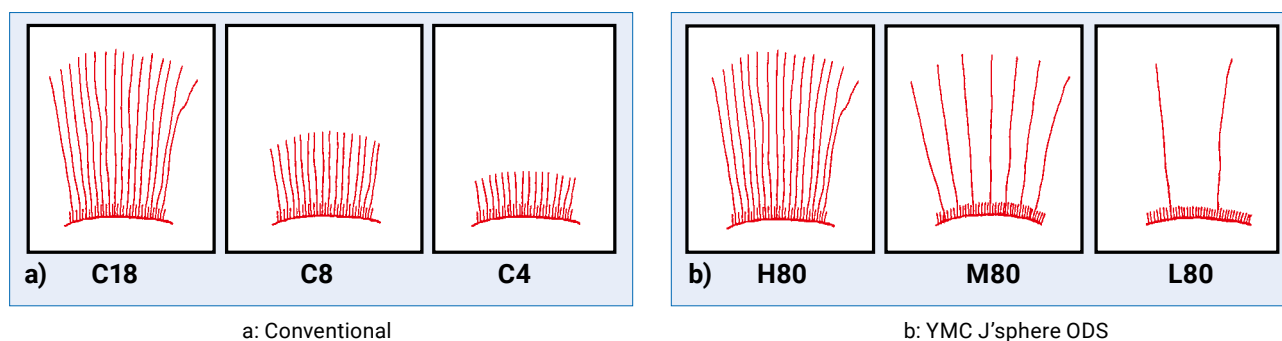 a) C18 C8 C4
b) H80 M80 L80
a: Conventional
b: YMC J'sphere ODS